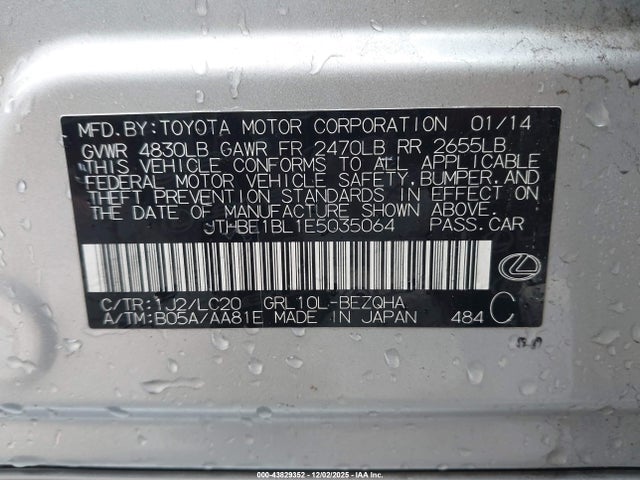 MFD.BY:TOYOTA MOTOR CORPORATION 01/14
GVWR 4830LB GAWR FR 2470LB RR 2655LB
THIS VEHICLE CONFORMS TO ALL APPLICABLE
FEDERAL MOTOR VEHICLE SAFETY,BUMPER,AND
THEFT PREVENTION STANDARDS IN EFFECT ON
THE DATE OF MANUFACTURE SHOWN ABOVE.
JTHBE1BL1E5035064 PASS.CAR
C/TR:1J2/LC20 GRL10L-BEZQHA
A/TM:B05A/AA81E MADE IN JAPAN 484 C
000-43829352 • 12/02/2025 • IAA Inc.